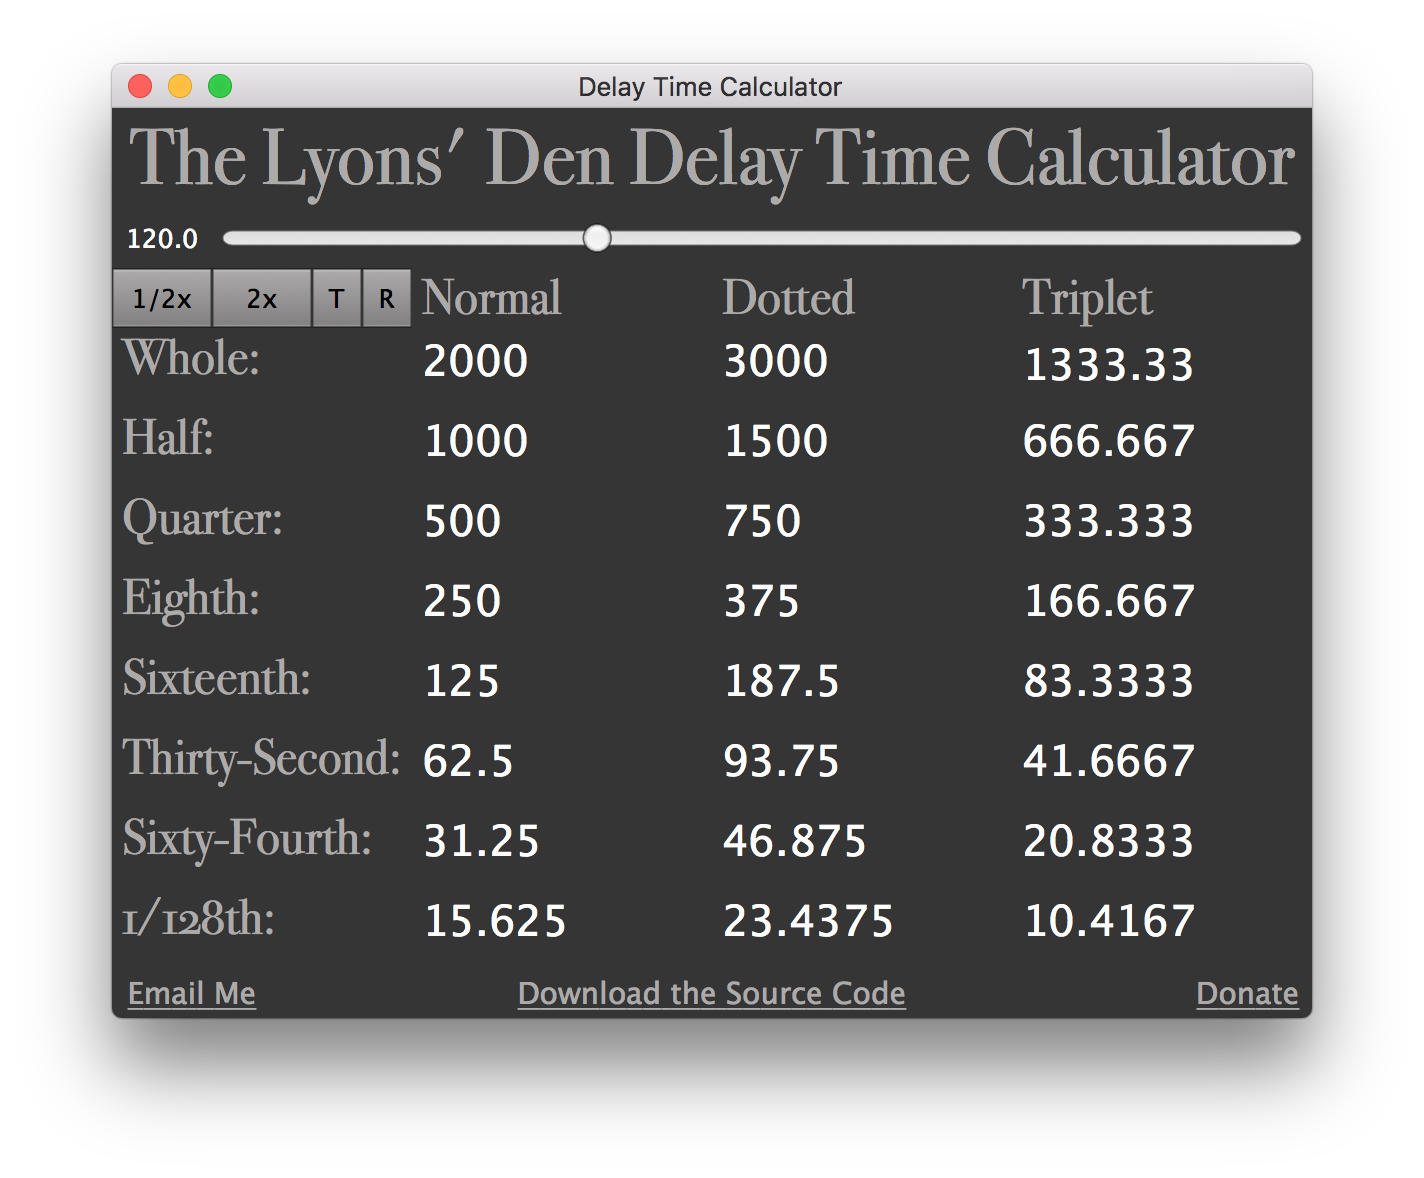 Delay Time Calculator
The Lyons' Den Delay Time Calculator
120.0
1/2x 2x T R Normal Dotted Triplet
Whole: 2000 3000 1333.33
Half: 1000 1500 666.667
Quarter: 500 750 333.333
Eighth: 250 375 166.667
Sixteenth: 125 187.5 83.3333
Thirty-Second: 62.5 93.75 41.6667
Sixty-Fourth: 31.25 46.875 20.8333
1/128th: 15.625 23.4375 10.4167
Email Me Download the Source Code Donate